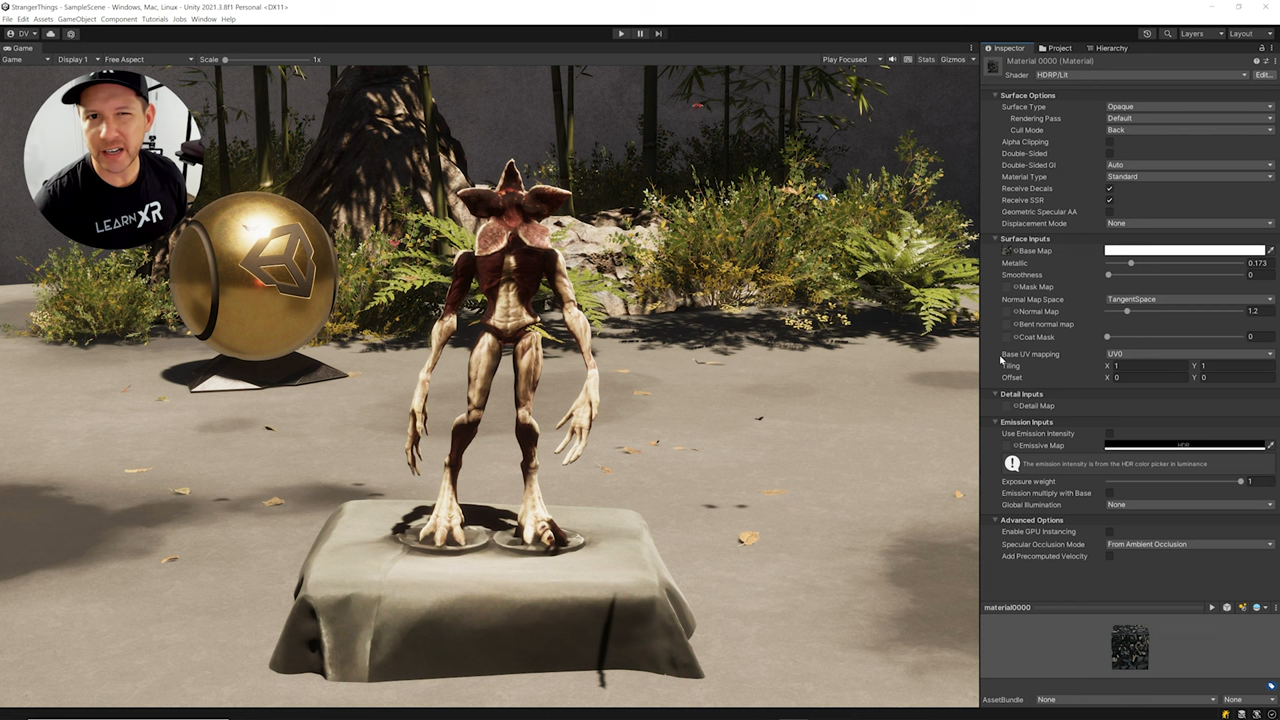 StrangerThings - SampleScene - Windows, Mac, Linux - Unity 2021.3.8f1 Personal <DX11>
File Edit Assets GameObject Component Tutorials Jobs Window Help
DV Layers Layout
Game Inspector Project Hierarchy
Game Display 1 Free Aspect Scale 1x Play Focused Stats Gizmos
Material 0000 (Material)
Shader HDRP/Lit Edit...
LEARN XR
Surface Options
Surface Type Opaque
Rendering Pass Default
Cull Mode Back
Alpha Clipping
Double-Sided
Double-Sided GI Auto
Material Type Standard
Receive Decals
Receive SSR
Geometric Specular AA
Displacement Mode None
Surface Inputs
Base Map
Metallic 0.173
Smoothness 0
Mask Map
Normal Map Space TangentSpace
Normal Map 1.2
Bent normal map
Coat Mask 0
Base UV mapping UV0
Tiling X 1 Y 1
Offset X 0 Y 0
Detail Inputs
Detail Map
Emission Inputs
Use Emission Intensity
Emissive Map HDR
The emission intensity is from the HDR color picker in luminance
Exposure weight 1
Emission multiply with Base
Global Illumination None
Advanced Options
Enable GPU Instancing
Specular Occlusion Mode From Ambient Occlusion
Add Precomputed Velocity
material0000
AssetBundle None None